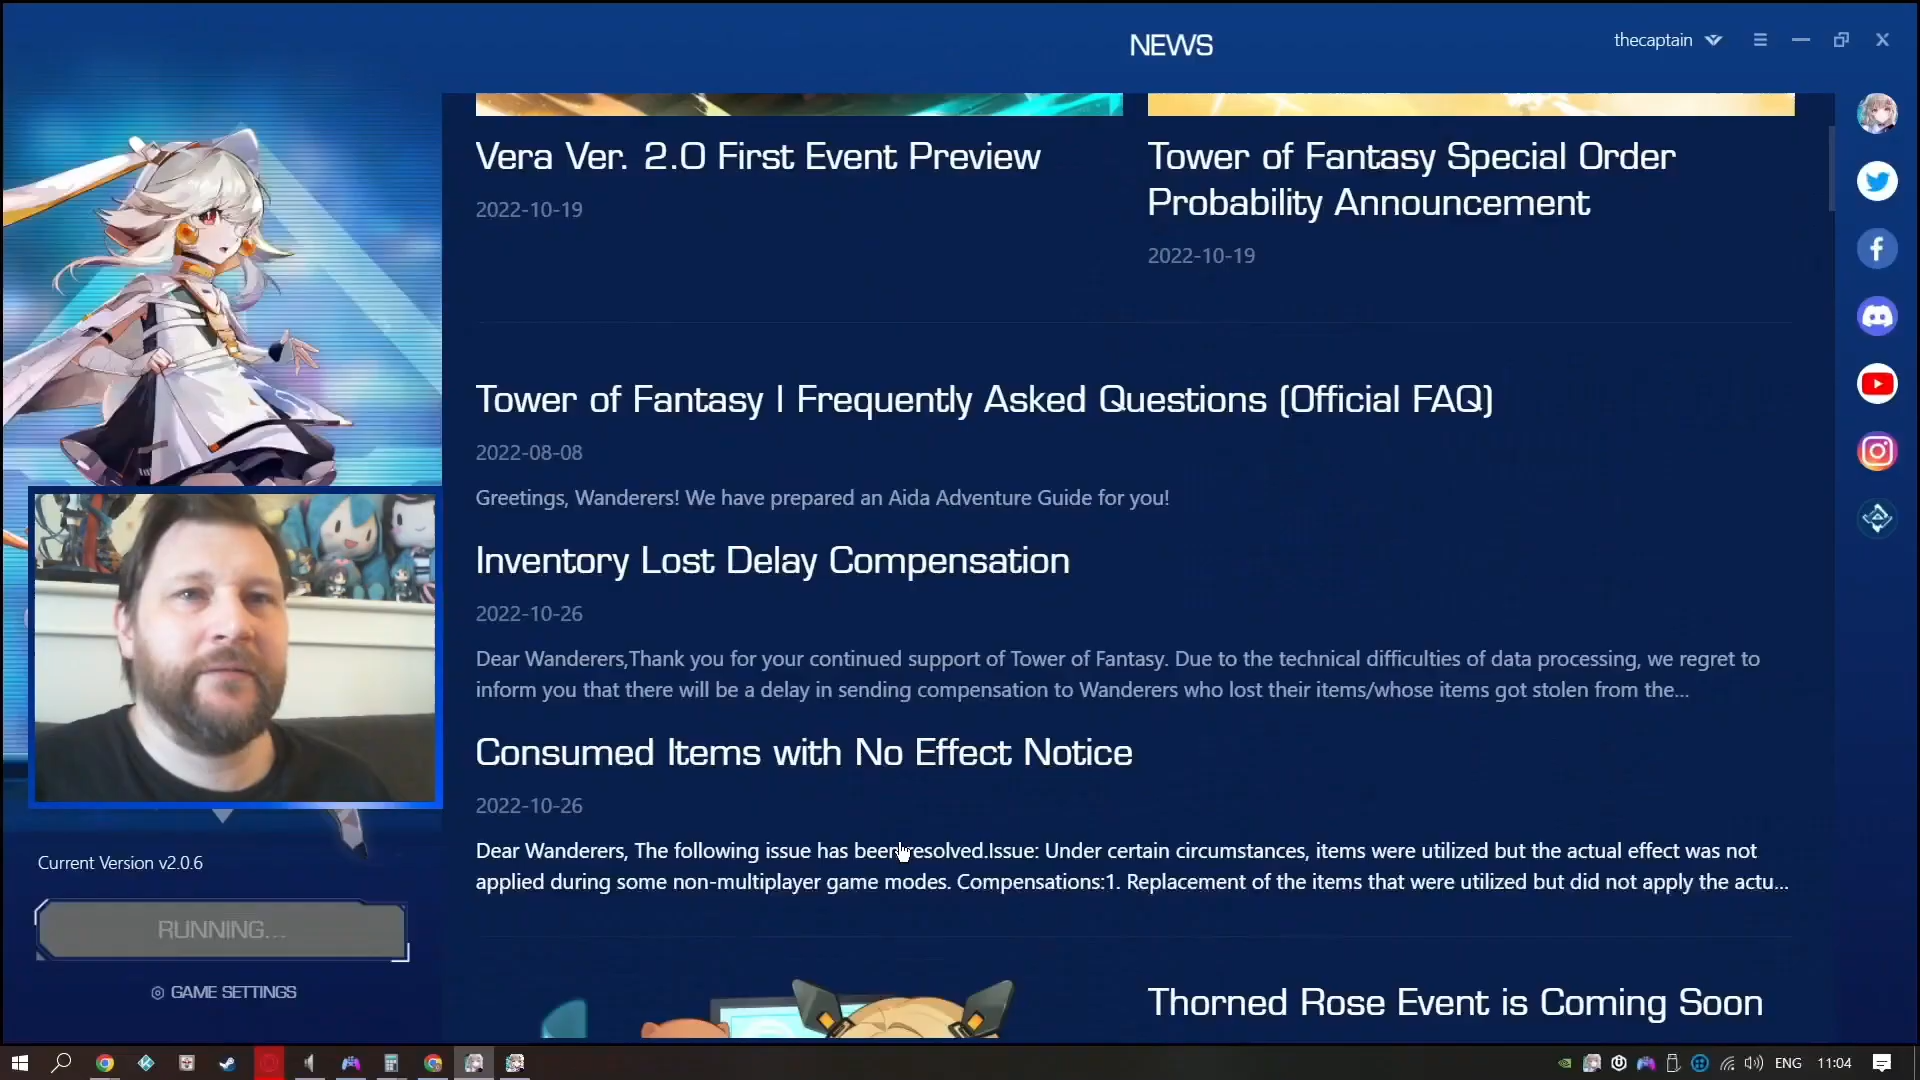 NEWS
thecaptain
Vera Ver. 2.0 First Event Preview
2022-10-19
Tower of Fantasy Special Order
Probability Announcement
2022-10-19
Tower of Fantasy | Frequently Asked Questions (Official FAQ)
2022-08-08
Greetings, Wanderers! We have prepared an Aida Adventure Guide for you!
Inventory Lost Delay Compensation
2022-10-26
Dear Wanderers,Thank you for your continued support of Tower of Fantasy. Due to the technical difficulties of data processing, we regret to
inform you that there will be a delay in sending compensation to Wanderers who lost their items/whose items got stolen from the...
Consumed Items with No Effect Notice
2022-10-26
Dear Wanderers, The following issue has been resolved.Issue: Under certain circumstances, items were utilized but the actual effect was not
applied during some non-multiplayer game modes. Compensations:1. Replacement of the items that were utilized but did not apply the actu...
Thorned Rose Event is Coming Soon
Current Version v2.0.6
RUNNING...
GAME SETTINGS
ENG
11:04